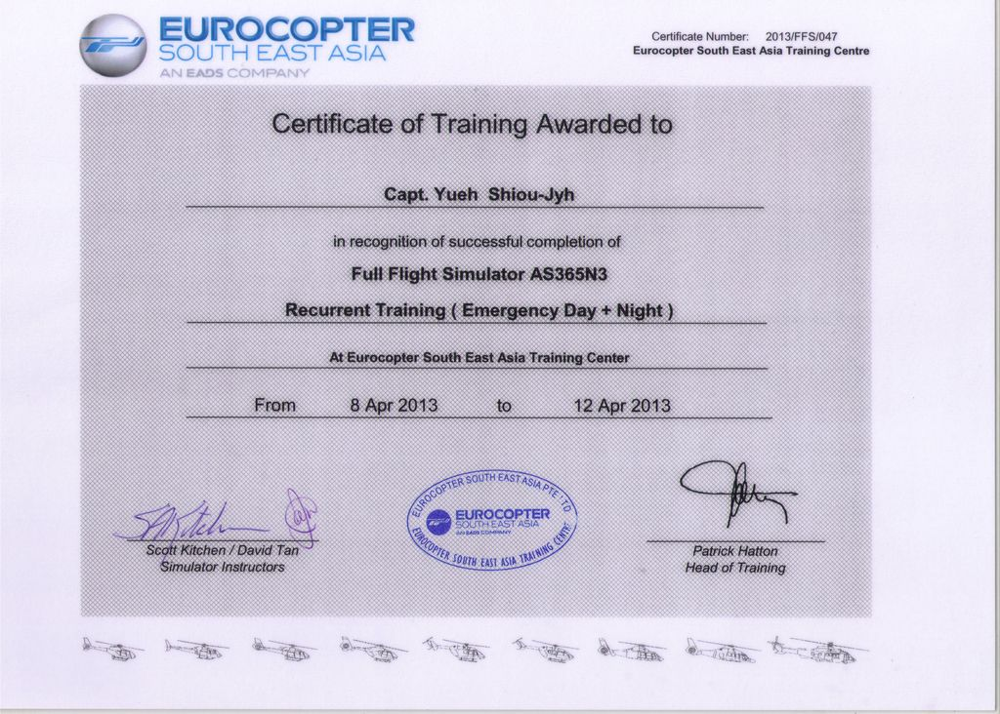 EUROCOPTER
SOUTH EAST ASIA
AN EADS COMPANY
Certificate Number: 2013/FFS/047
Eurocopter South East Asia Training Centre
Certificate of Training Awarded to
Capt. Yueh Shiou-Jyh
in recognition of successful completion of
Full Flight Simulator AS365N3
Recurrent Training ( Emergency Day + Night )
At Eurocopter South East Asia Training Center
From 8 Apr 2013 to 12 Apr 2013
EUROCOPTER SOUTH EAST ASIA PTE LTD
EUROCOPTER
SOUTH EAST ASIA
AN EADS COMPANY
EUROCOPTER SOUTH EAST ASIA TRAINING CENTRE
Scott Kitchen / David Tan
Simulator Instructors
Patrick Hatton
Head of Training